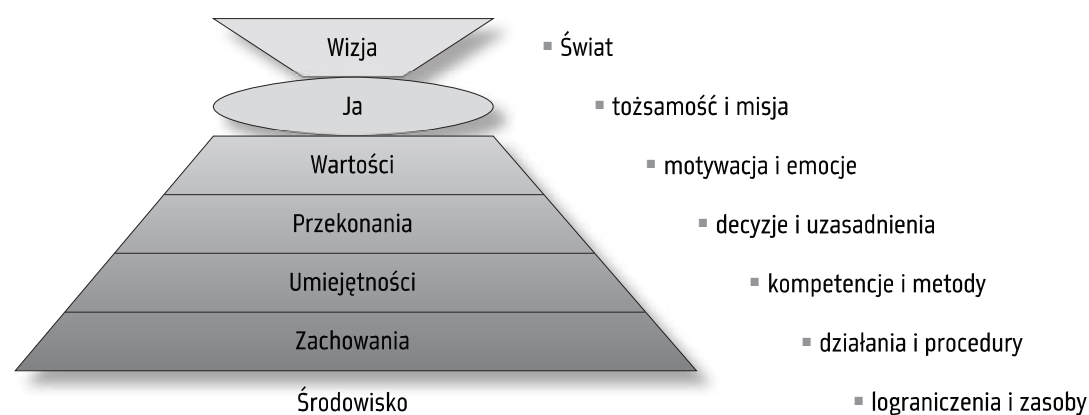 Wizja
▪ Świat
Ja
▪ tożsamość i misja
Wartości
▪ motywacja i emocje
Przekonania
▪ decyzje i uzasadnienia
Umiejętności
▪ kompetencje i metody
Zachowania
▪ działania i procedury
Środowisko
▪ lograniczenia i zasoby